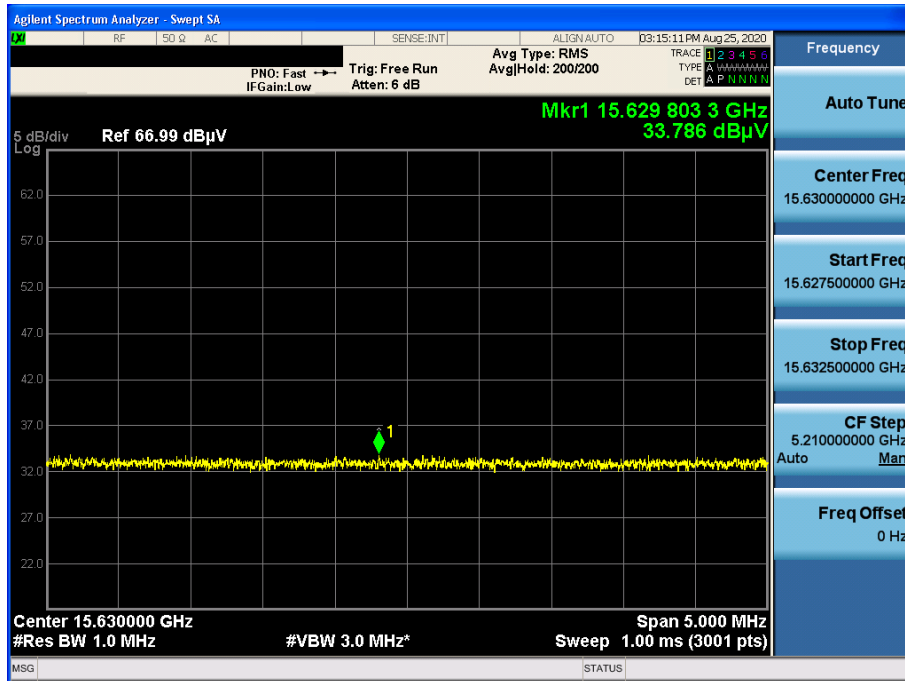 Agilent Spectrum Analyzer - Swept SA
LXI RF 50 Ω AC SENSE:INT ALIGN AUTO 03:15:11 PM Aug 25, 2020
PNO: Fast Trig: Free Run Avg Type: RMS TRACE 1 2 3 4 5 6
IFGain:Low Atten: 6 dB Avg|Hold: 200/200 TYPE A WWWWW
DET A P N N N N
Mkr1 15.629 803 3 GHz
33.786 dBµV
5 dB/div Ref 66.99 dBµV
Log
62.0
57.0
52.0
47.0
42.0
37.0
32.0
27.0
22.0
1
Center 15.630000 GHz Span 5.000 MHz
#Res BW 1.0 MHz #VBW 3.0 MHz* Sweep 1.00 ms (3001 pts)
MSG STATUS
Frequency
Auto Tune
Center Freq
15.630000000 GHz
Start Freq
15.627500000 GHz
Stop Freq
15.632500000 GHz
CF Step
5.210000000 GHz
Auto Man
Freq Offset
0 Hz